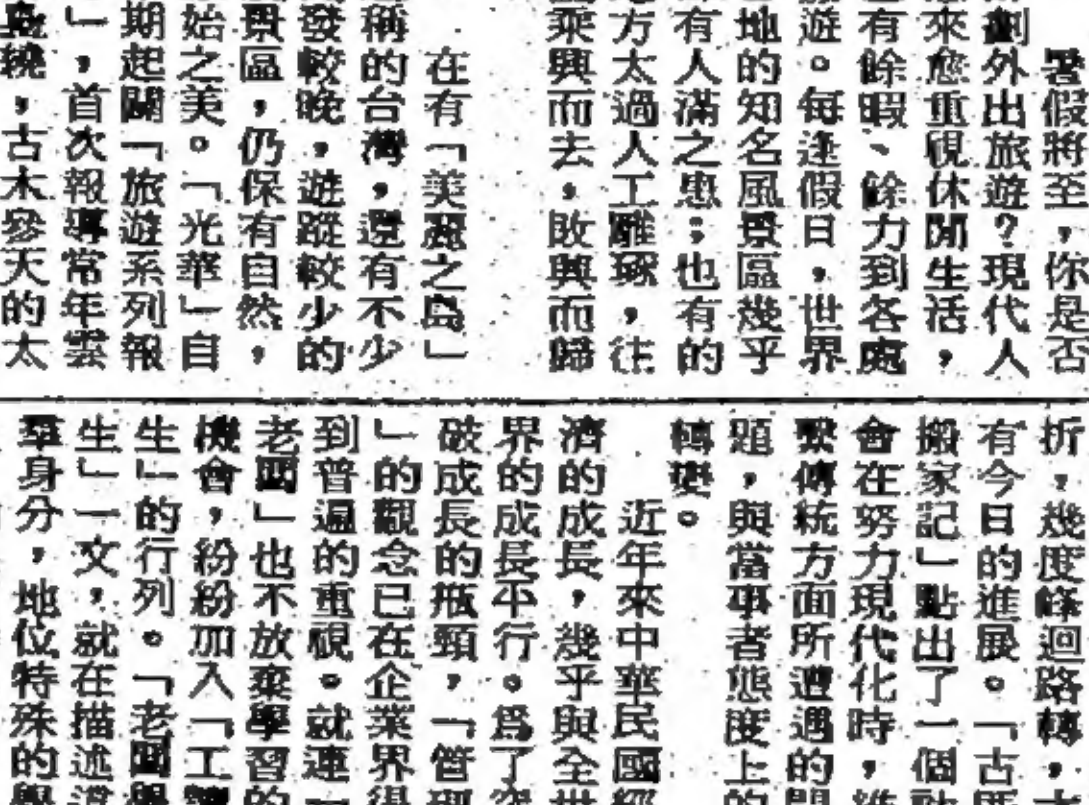 暑假將至，你是否
劃外出旅遊？現代人
來愈重視休閒生活，
有餘暇、餘力到各處
旅遊。每逢假日，世界
地的知名風景區幾乎
有人滿之患；也有的
方太過人工雕琢，往
乘興而去，敗興而歸
在有「美麗之島」
稱的台灣，還有不少
發較晚，遊蹤較少的
景區，仍保有自然，
始之美。「光華」自
期起闢「旅遊系列報
」，首次報導常年雲
繞，古木參天的太
折，幾度峰迴路轉，
有今日的進展。「古
搬家記」點出了一個
會在努力現代化時，
繫傳統方面所遭遇的問
題，與當事者態度上的
轉變。
近年來中華民國經
濟的成長，幾乎與全世
界的成長平行。為了突
破成長的瓶頸，「管理
」的觀念已在企業界得
到普遍的重視。就連「
老闆」也不放棄學習的
機會，紛紛加入「工讀
生」的行列。「老闆學
生」一文，就在描述這
羣身分，地位特殊的學